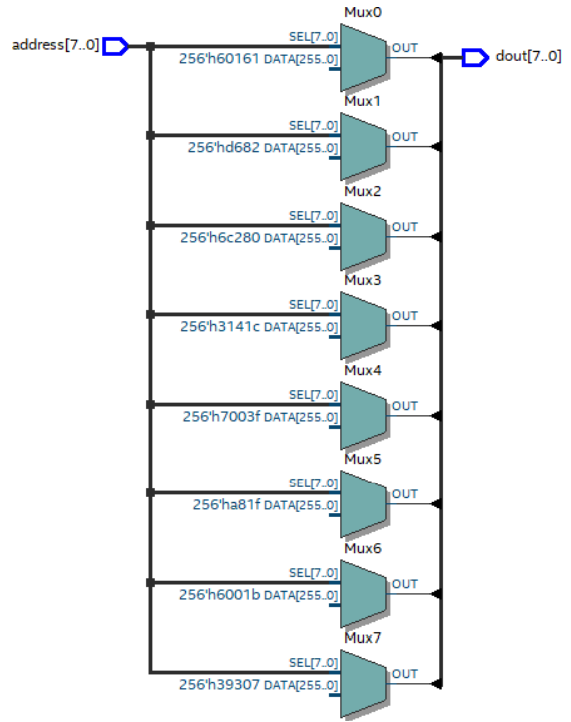 Mux0
address[7..0]
SEL[7..0]
OUT
dout[7..0]
256'h60161 DATA[255..0]
Mux1
SEL[7..0]
OUT
256'hd682 DATA[255..0]
Mux2
SEL[7..0]
OUT
256'h6c280 DATA[255..0]
Mux3
SEL[7..0]
OUT
256'h3141c DATA[255..0]
Mux4
SEL[7..0]
OUT
256'h7003f DATA[255..0]
Mux5
SEL[7..0]
OUT
256'ha81f DATA[255..0]
Mux6
SEL[7..0]
OUT
256'h6001b DATA[255..0]
Mux7
SEL[7..0]
OUT
256'h39307 DATA[255..0]